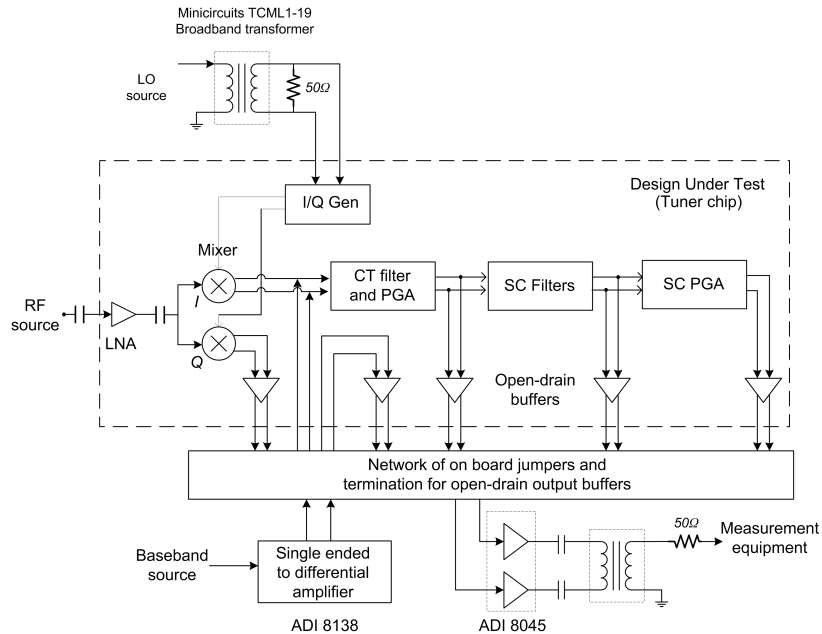 Minicircuits TCML1-19
Broadband transformer
LO
source
50Ω
Design Under Test
(Tuner chip)
I/Q Gen
Mixer
CT filter
and PGA
SC Filters
SC PGA
RF
source
I
LNA
Q
Open-drain
buffers
Network of on board jumpers and
termination for open-drain output buffers
50Ω
Measurement
equipment
Baseband
source
Single ended
to differential
amplifier
ADI 8138
ADI 8045